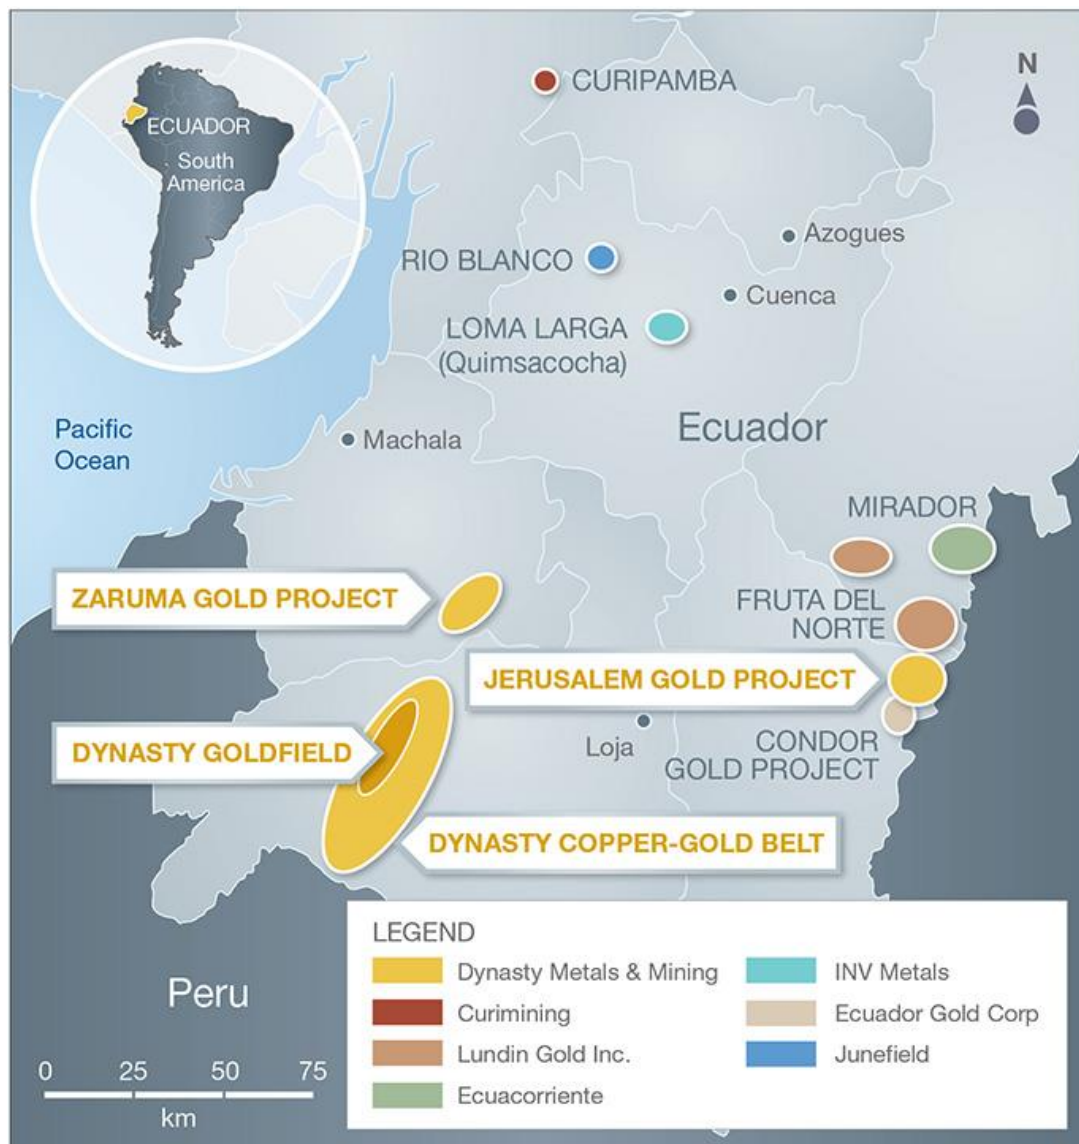 N
CURIPAMBA
ECUADOR
South
America
Azogues
RIO BLANCO
Cuenca
LOMA LARGA
(Quimsacocha)
Pacific
Ocean
Machala
Ecuador
MIRADOR
ZARUMA GOLD PROJECT
FRUTA DEL
NORTE
JERUSALEM GOLD PROJECT
DYNASTY GOLDFIELD
Loja
CONDOR
GOLD PROJECT
DYNASTY COPPER-GOLD BELT
Peru
0 25 50 75
km
LEGEND
Dynasty Metals & Mining
Curimining
Lundin Gold Inc.
Ecuacorriente
INV Metals
Ecuador Gold Corp
Junefield